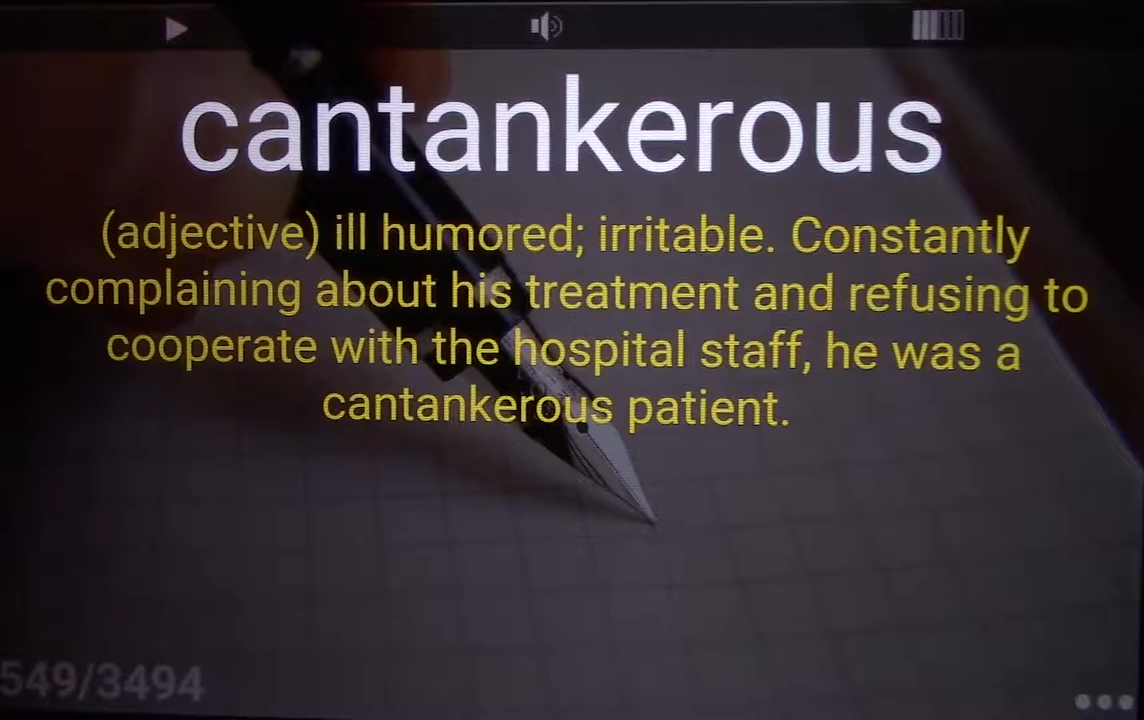 cantankerous
(adjective) ill humored; irritable. Constantly
complaining about his treatment and refusing to
cooperate with the hospital staff, he was a
cantankerous patient.
549/3494